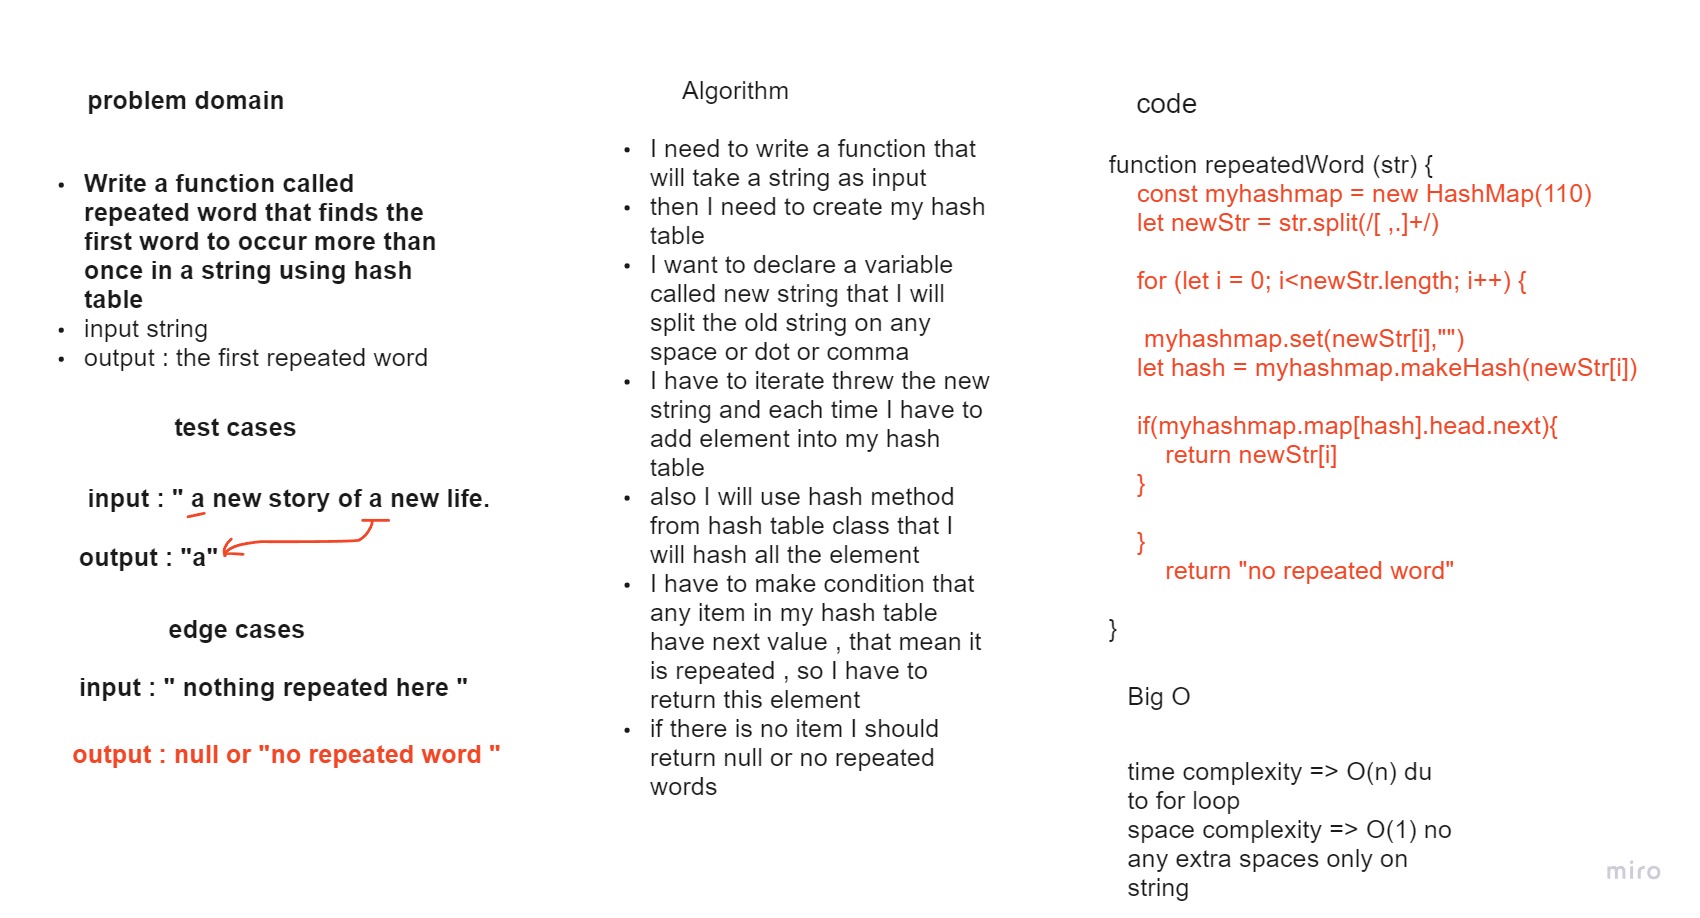 problem domain
• Write a function called
repeated word that finds the
first word to occur more than
once in a string using hash
table
• input string
• output : the first repeated word
test cases
input : " a new story of a new life.
output : "a"
edge cases
input : " nothing repeated here "
output : null or "no repeated word "
Algorithm
• I need to write a function that
will take a string as input
• then I need to create my hash
table
• I want to declare a variable
called new string that I will
split the old string on any
space or dot or comma
• I have to iterate threw the new
string and each time I have to
add element into my hash
table
• also I will use hash method
from hash table class that I
will hash all the element
• I have to make condition that
any item in my hash table
have next value , that mean it
is repeated , so I have to
return this element
• if there is no item I should
return null or no repeated
words
code
function repeatedWord (str) {
const myhashmap = new HashMap(110)
let newStr = str.split(/[ ,.]+/)
for (let i = 0; i<newStr.length; i++) {
myhashmap.set(newStr[i],"")
let hash = myhashmap.makeHash(newStr[i])
if(myhashmap.map[hash].head.next){
return newStr[i]
}
}
return "no repeated word"
}
Big O
time complexity => O(n) du
to for loop
space complexity => O(1) no
any extra spaces only on
string
miro